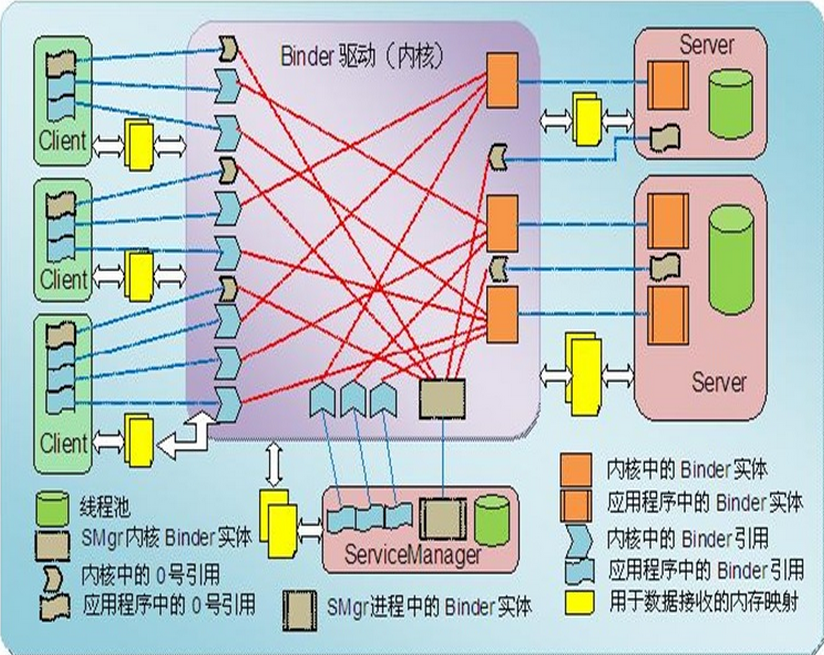 Binder 驱动（内核）
Server
Client
Client
Server
Client
ServiceManager
线程池
SMgr内核Binder实体
内核中的0号引用
应用程序中的0号引用
SMgr进程中的Binder实体
内核中的Binder实体
应用程序中的Binder实体
内核中的Binder引用
应用程序中的Binder引用
用于数据接收的内存映射